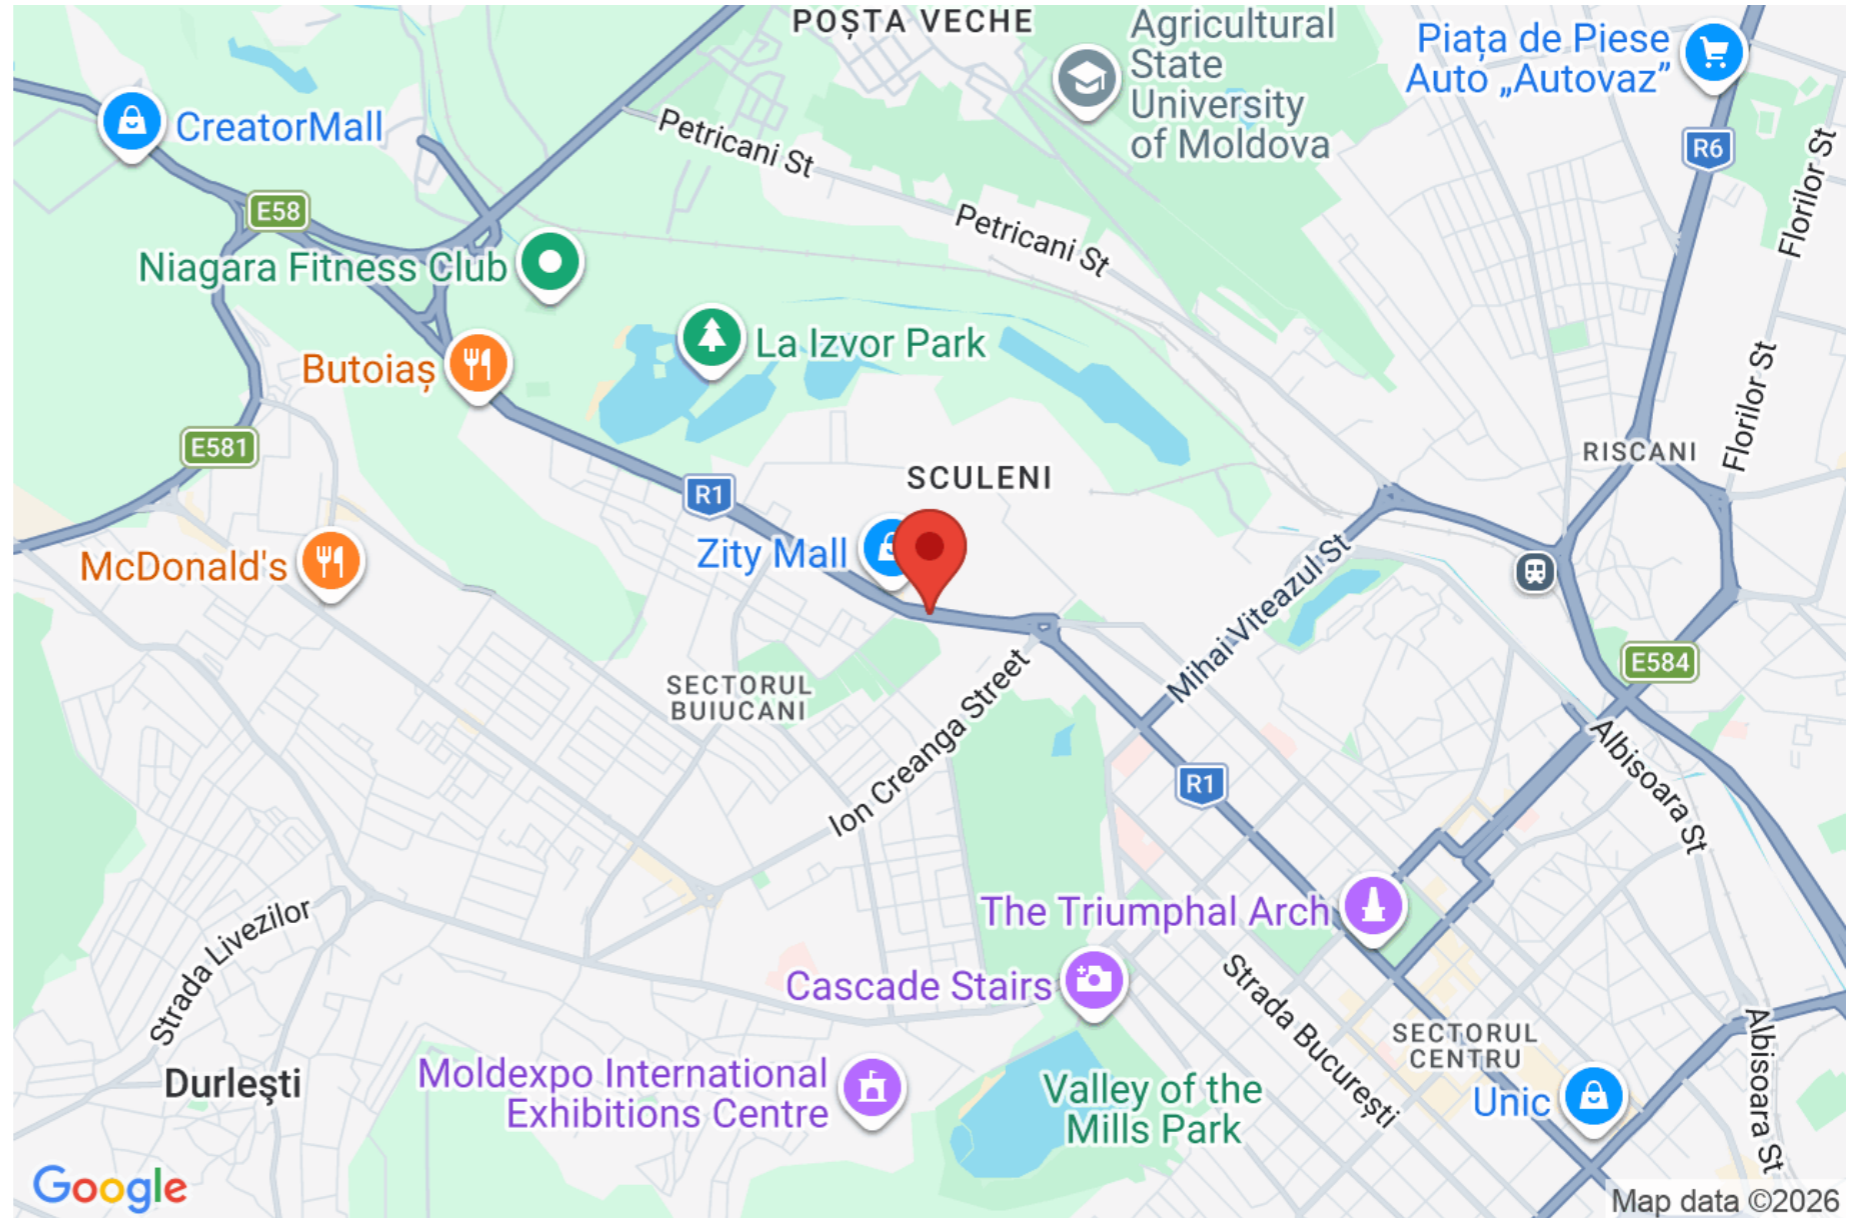 POȘTA VECHE
Agricultural
State
University
of Moldova
Piața de Piese
Auto „Autovaz”
CreatorMall
Petricani St
R6
Florilor St
E58
Petricani St
Niagara Fitness Club
La Izvor Park
Butoiaș
Florilor St
E581
RISCANI
SCULENI
R1
Zity Mall
McDonald's
Mihai Viteazul St
E584
SECTORUL
BUIUCANI
Ion Creanga Street
Albisoara St
R1
The Triumphal Arch
Strada Livezilor
Cascade Stairs
Strada București
SECTORUL
CENTRU
Albisoara St
Durleşti
Moldexpo International
Exhibitions Centre
Valley of the
Mills Park
Unic
Google
Map data ©2026